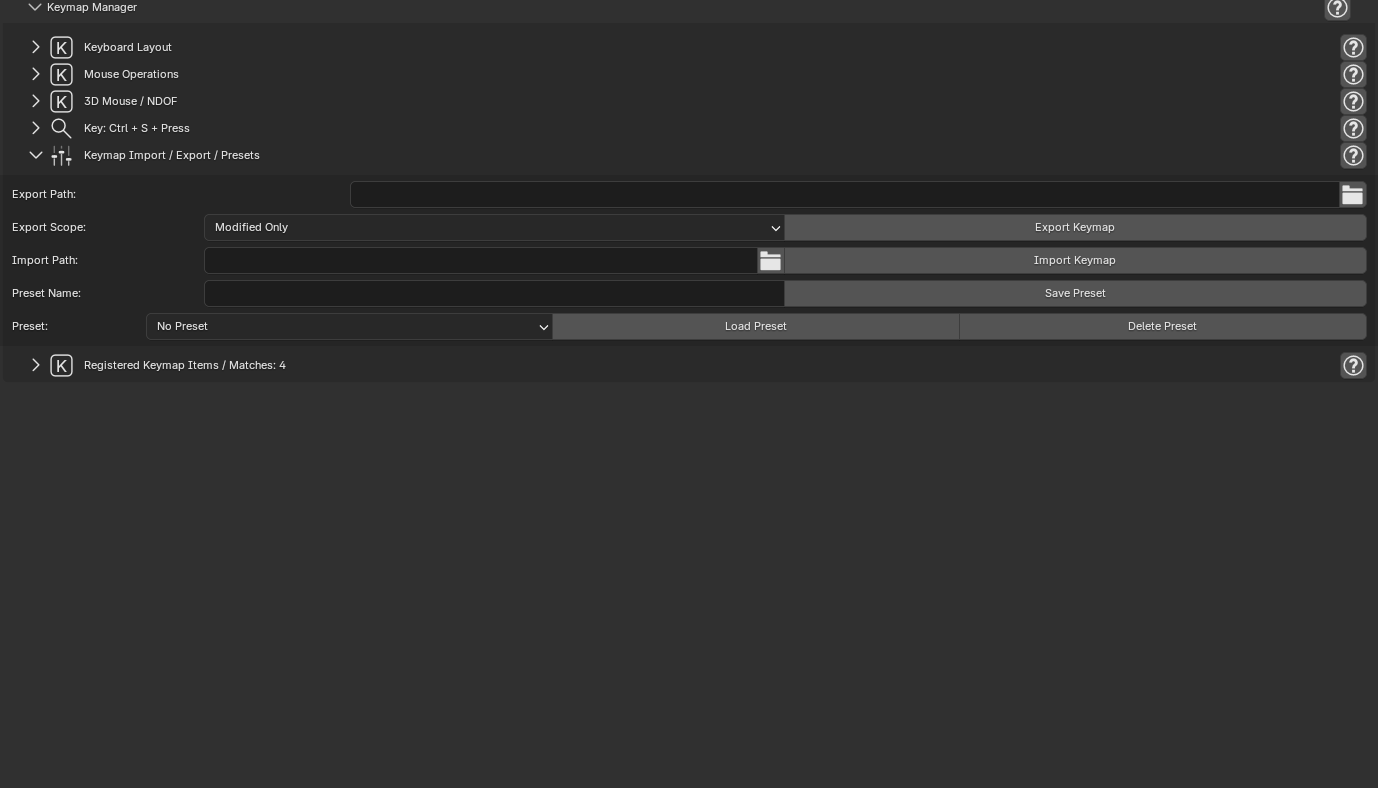 Keymap Manager
K Keyboard Layout
K Mouse Operations
K 3D Mouse / NDOF
Key: Ctrl + S + Press
Keymap Import / Export / Presets
Export Path:
Export Scope: Modified Only Export Keymap
Import Path: Import Keymap
Preset Name: Save Preset
Preset: No Preset Load Preset Delete Preset
K Registered Keymap Items / Matches: 4